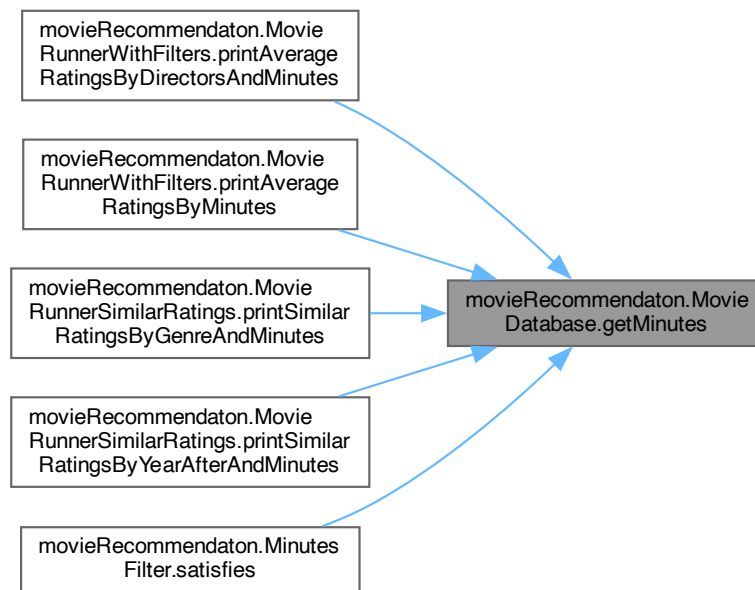 movieRecommendaton.Movie
RunnerWithFilters.printAverage
RatingsByDirectorsAndMinutes
movieRecommendaton.Movie
RunnerWithFilters.printAverage
RatingsByMinutes
movieRecommendaton.Movie
RunnerSimilarRatings.printSimilar
RatingsByGenreAndMinutes
movieRecommendaton.Movie
RunnerSimilarRatings.printSimilar
RatingsByYearAfterAndMinutes
movieRecommendaton.Minutes
Filter.satisfies
movieRecommendaton.Movie
Database.getMinutes